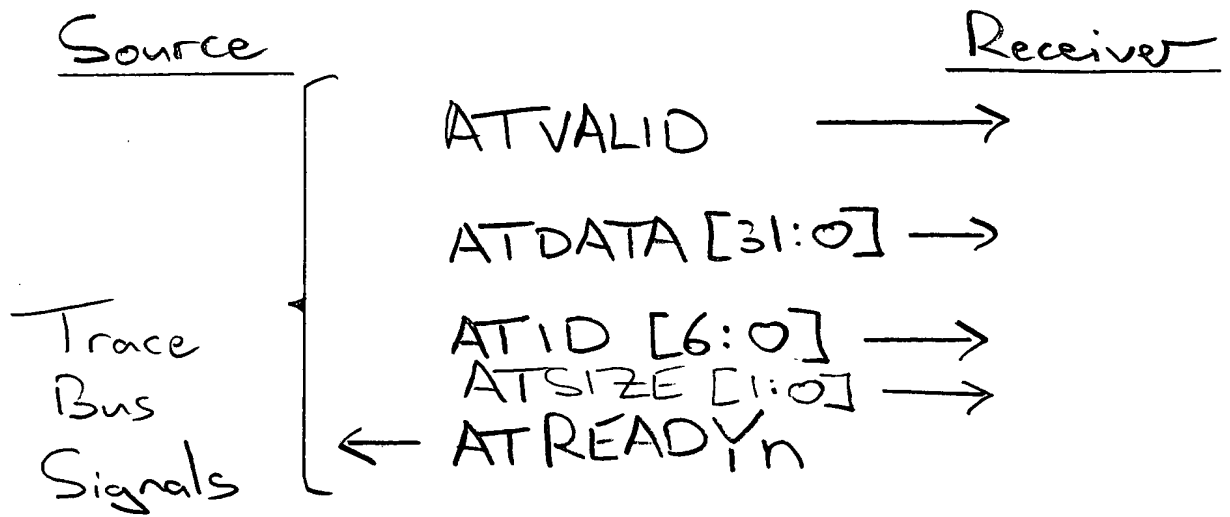 Source Receiver
ATVALID
ATDATA [31:0]
ATID [6:0]
ATSIZE [1:0]
ATREADYn
Trace
Bus
Signals